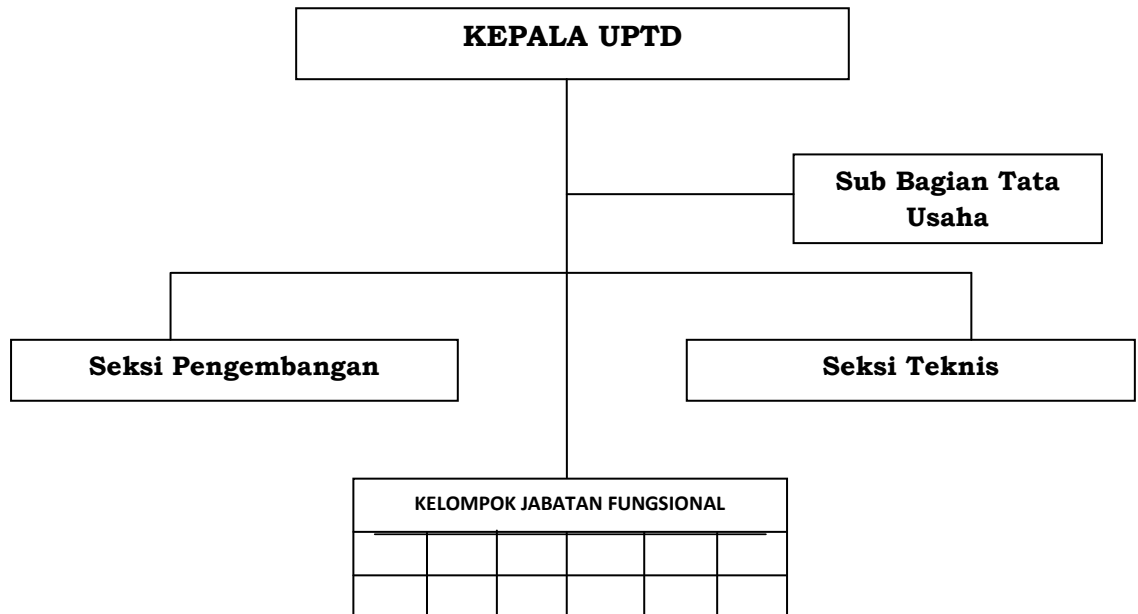 KEPALA UPTD
Sub Bagian Tata
Usaha
Seksi Pengembangan
Seksi Teknis
KELOMPOK JABATAN FUNGSIONAL